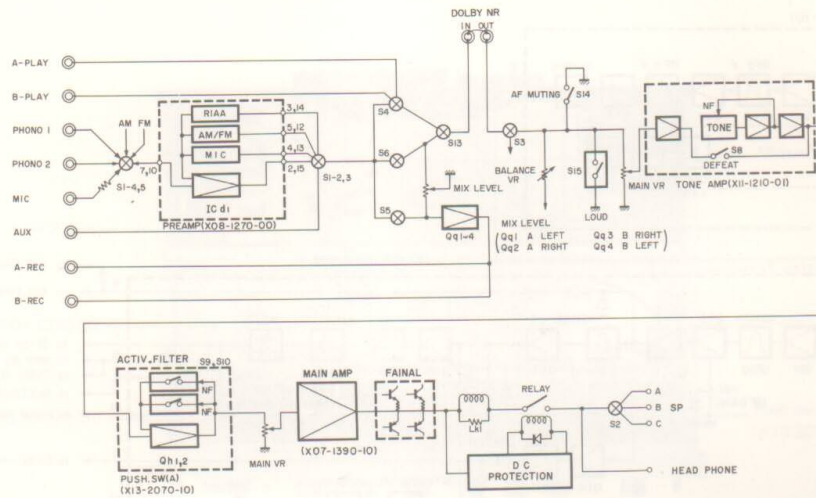 DOLBY NR
IN OUT
A-PLAY
B-PLAY
PHONO 1
AM FM
PHONO 2
MIC
S1-4,5
7,10
RIAA
3,14
AM/FM
5,12
MIC
4,13
2,15
IC d1
PREAMP(X08-1270-00)
S1-2,3
AUX
A-REC
B-REC
S4
S6
S5
S13
MIX LEVEL
Qq1-4
S3
AF MUTING
S14
BALANCE
VR
S15
LOUD
MAIN VR
NF
TONE
S8
DEFEAT
TONE AMP(X11-1210-01)
MIX LEVEL
(Qq1 A LEFT Qq3 B RIGHT)
(Qq2 A RIGHT Qq4 B LEFT)
ACTIV.FILTER
S9,S10
NF
NF
Qh1,2
PUSH.SW(A)
(X13-2070-10)
MAIN VR
MAIN AMP
(X07-1390-10)
FAINAL
Lk1
RELAY
DC
PROTECTION
S2
A
B SP
C
HEAD PHONE